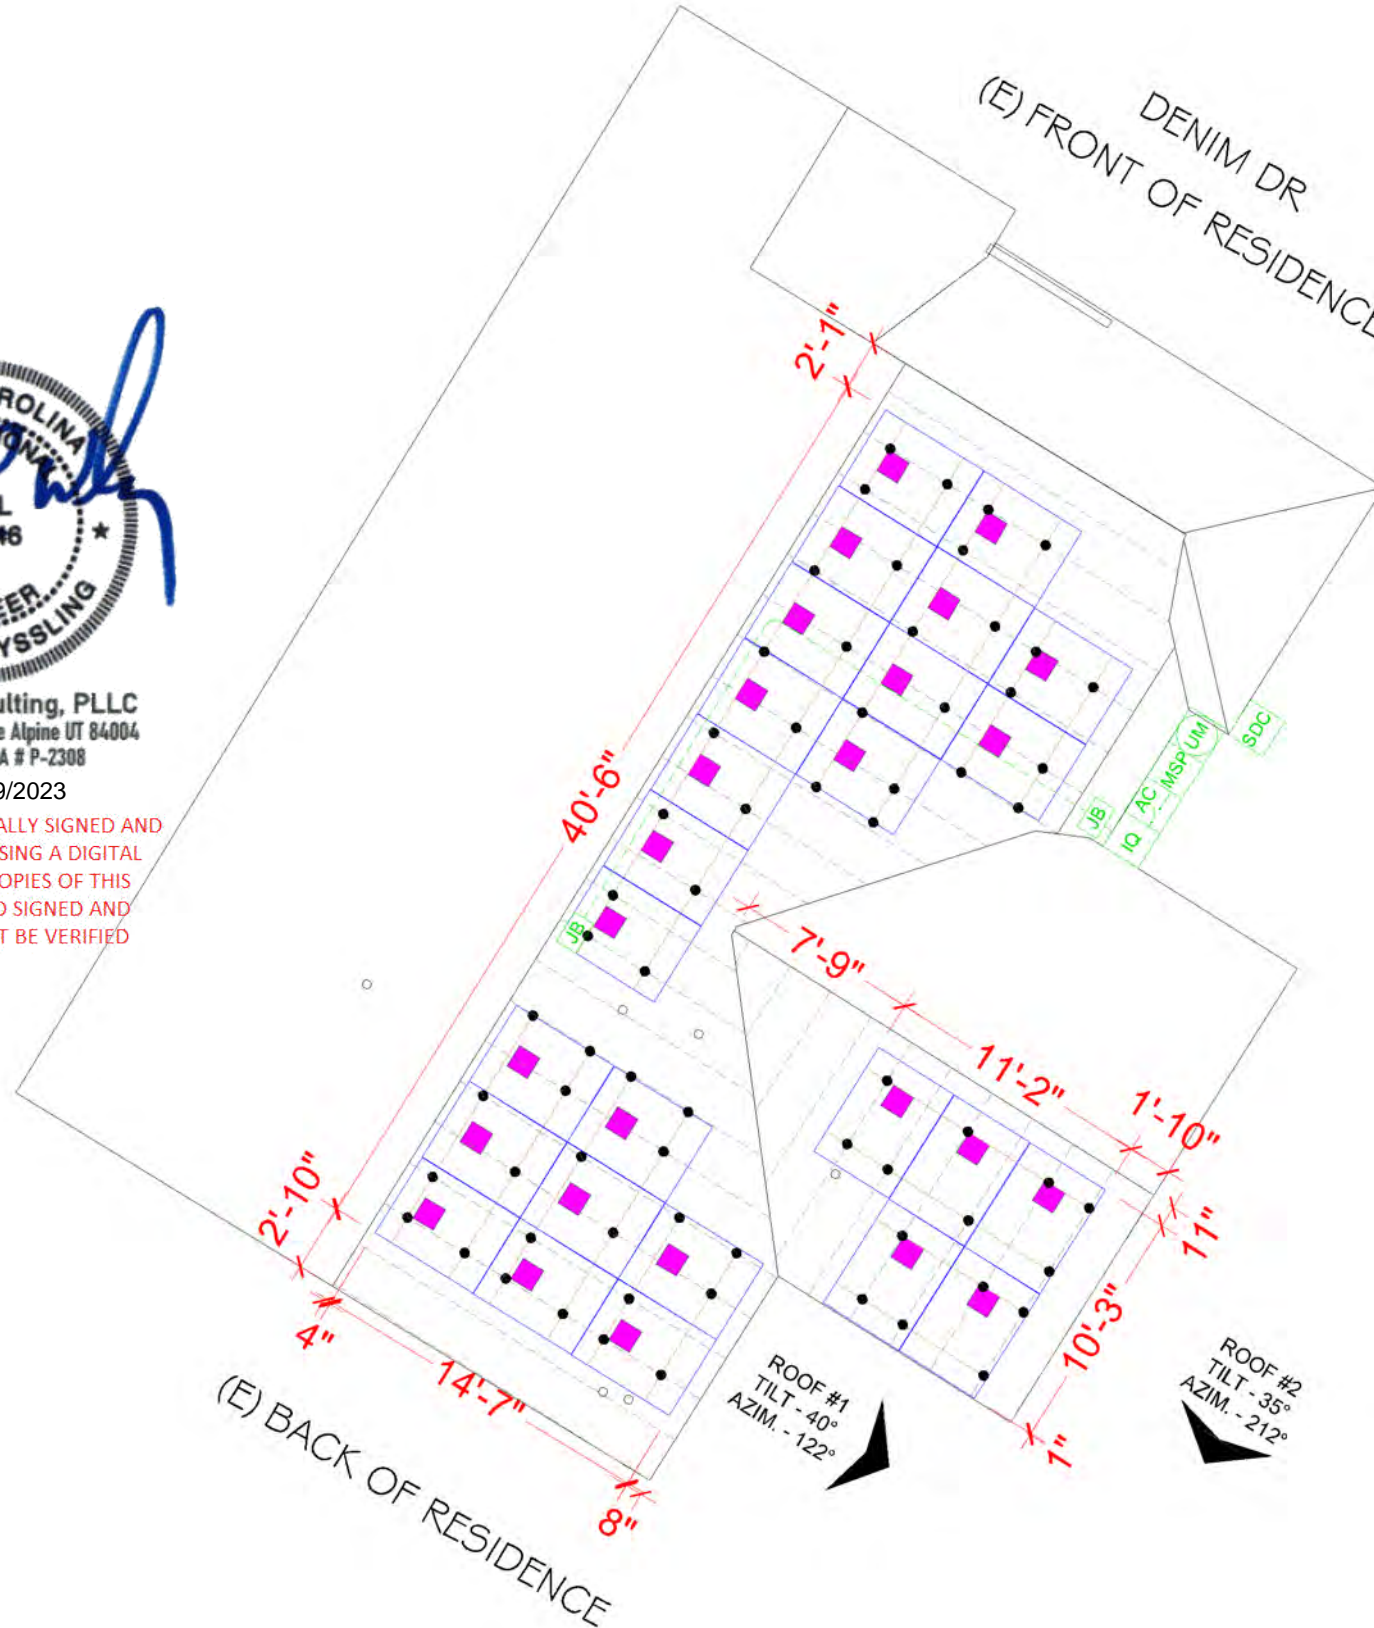 DENIM DR
(E) FRONT OF RESIDENCE
2'-1"
ROLINA
EER
YSSLING
ulting, PLLC
e Alpine UT 84004
A # P-2308
9/2023
ALLY SIGNED AND
SING A DIGITAL
OPIES OF THIS
D SIGNED AND
T BE VERIFIED
40'-6"
SDC
UM
MSP
AC
JB
IQ
JB
7'-9"
11'-2"
1'-10"
11"
10'-3"
1"
2'-10"
4"
14'-7"
8"
ROOF #1
TILT - 40°
AZIM. - 122°
ROOF #2
TILT - 35°
AZIM. - 212°
(E) BACK OF RESIDENCE